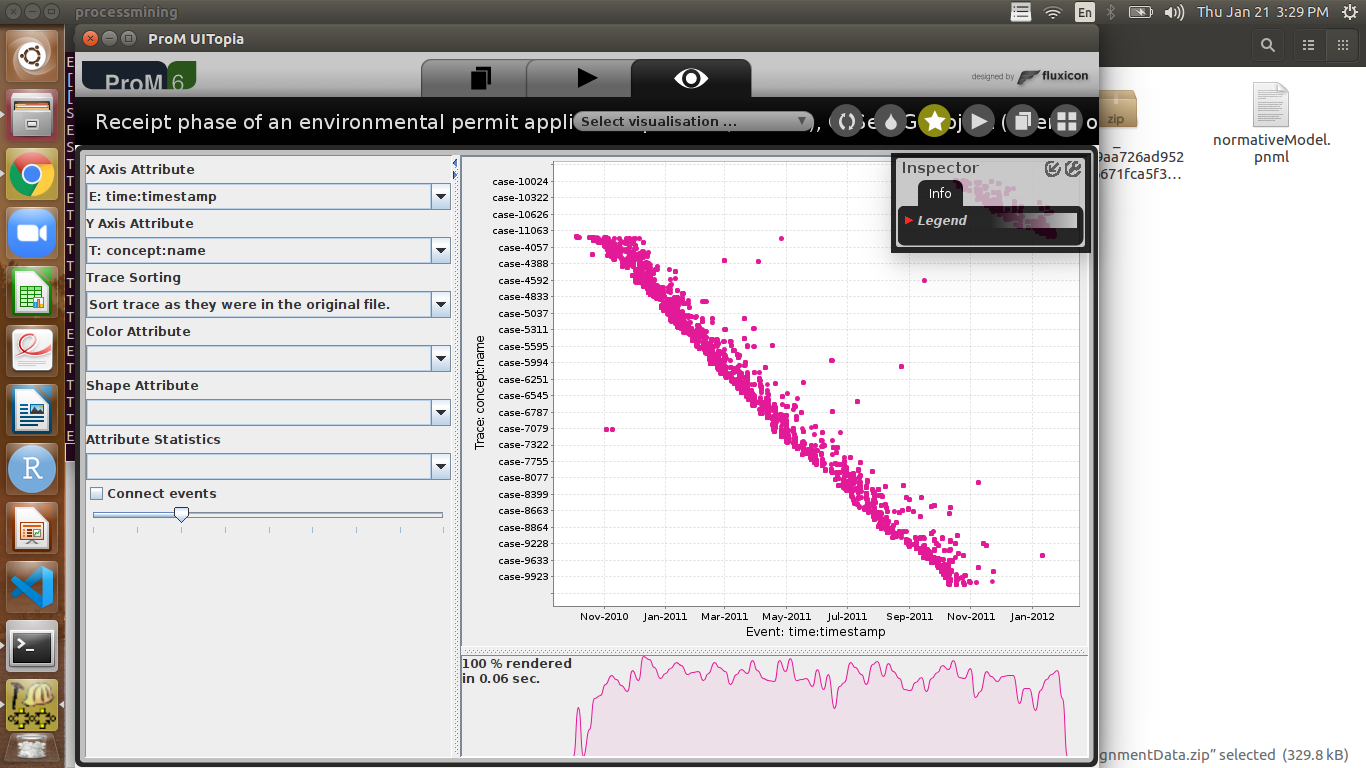 processmining
En
Thu Jan 21 3:29 PM
ProM UITopia
ProM 6
designed by fluxicon
Receipt phase of an environmental permit appl
Select visualisation ...
X Axis Attribute
E: time:timestamp
Y Axis Attribute
T: concept:name
Trace Sorting
Sort trace as they were in the original file.
Color Attribute
Shape Attribute
Attribute Statistics
Connect events
Trace: concept:name
case-10024
case-10322
case-10626
case-11063
case-4057
case-4388
case-4592
case-4833
case-5037
case-5311
case-5595
case-5994
case-6251
case-6545
case-6787
case-7079
case-7322
case-7755
case-8077
case-8399
case-8663
case-8864
case-9228
case-9633
case-9923
Nov-2010 Jan-2011 Mar-2011 May-2011 Jul-2011 Sep-2011 Nov-2011 Jan-2012
Event: time:timestamp
100 % rendered
in 0.06 sec.
Inspector
Info
Legend
zip
9aa726ad952
671fca5f3...
normativeModel.
pnml
gnmentData.zip” selected (329.8 kB)